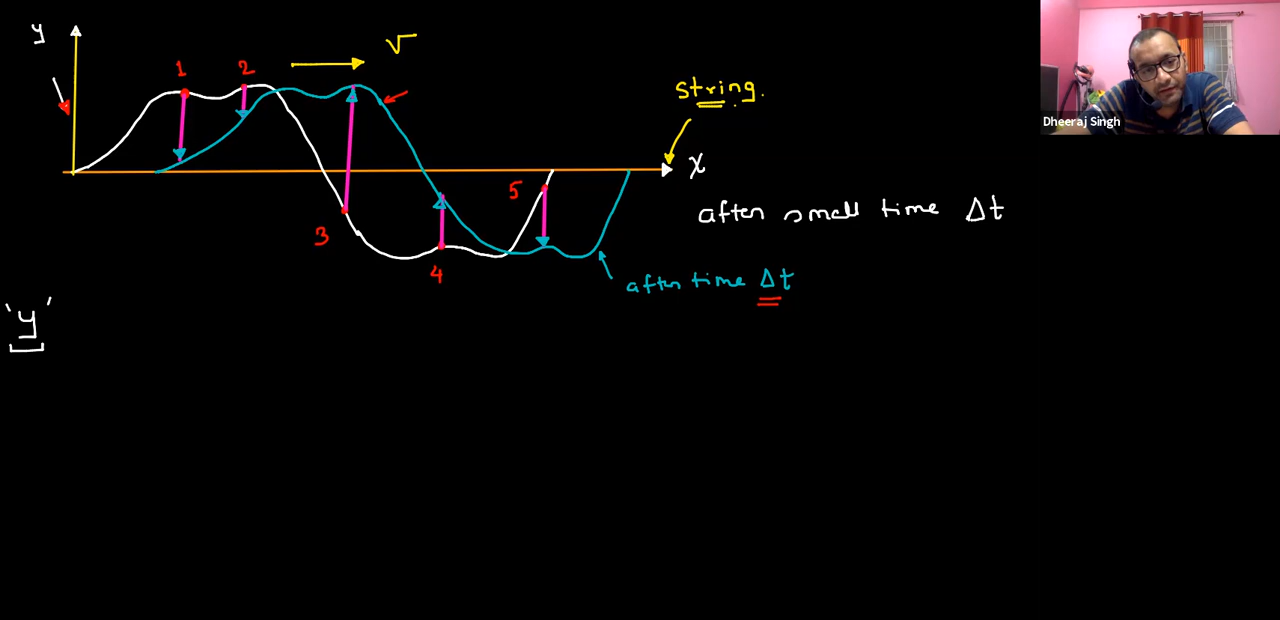 y
1
2
v
string.
Dheeraj Singh
x
5
after small time Δt
3
4
after time Δt
'y'